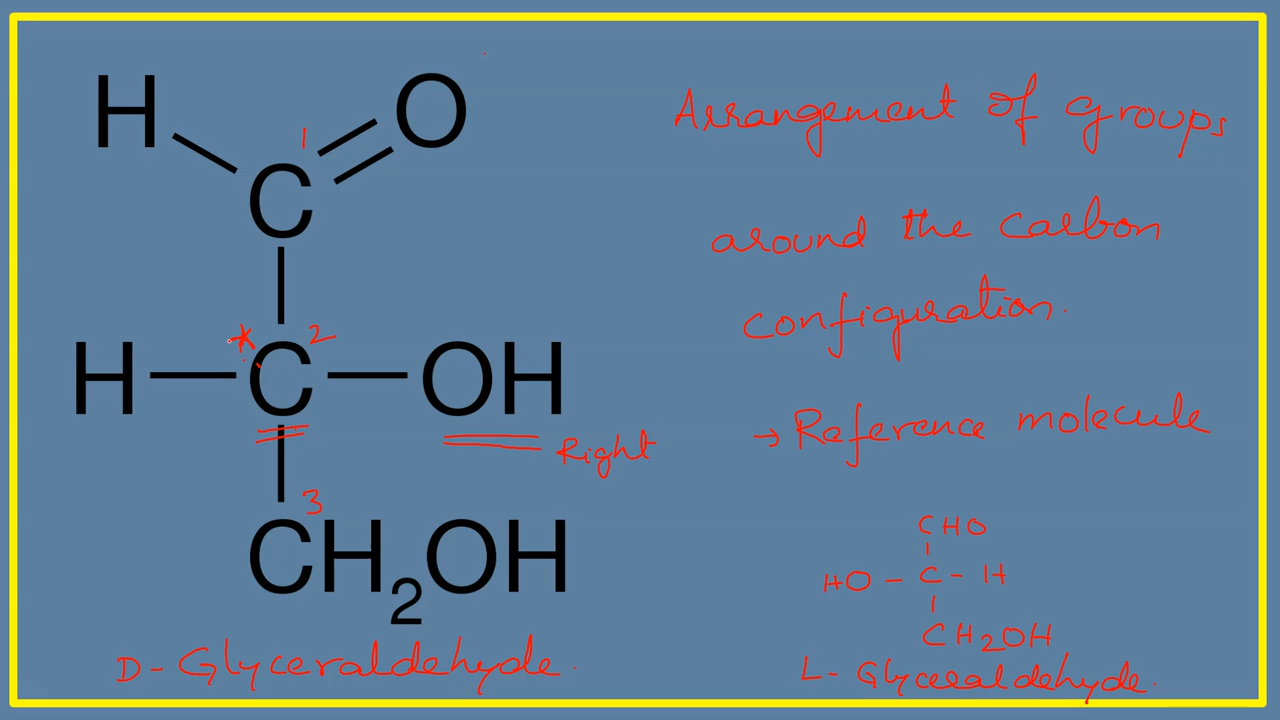 H O
1
C
* 2
H C OH
Right
3
CH2OH
D- Glyceraldehyde.
Arrangement of groups
around the carbon
configuration.
→ Reference molecule
CHO
HO - C - H
CH2OH
L- Glyceraldehyde.